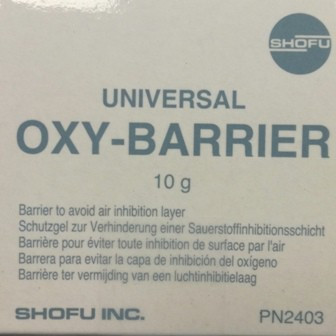 SHOFU
UNIVERSAL
OXY-BARRIER
10 g
Barrier to avoid air inhibition layer
Schutzgel zur Verhinderung einer Sauerstoffinhibitionsschicht
Barrière pour éviter toute inhibition de surface par l'air
Barrera para evitar la capa de inhibición del oxígeno
Barrière ter vermijding van een luchtinhibitielaag
SHOFU INC.
PN2403